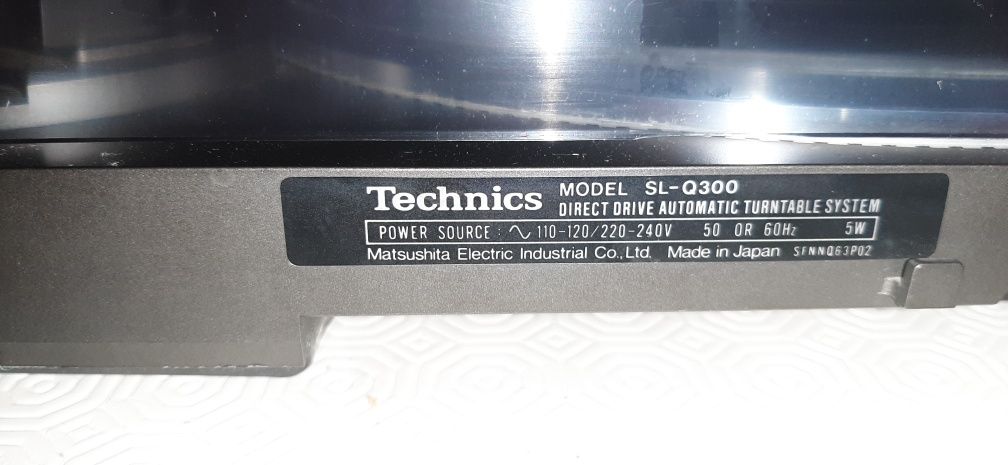 Technics MODEL SL-Q300
DIRECT DRIVE AUTOMATIC TURNTABLE SYSTEM
POWER SOURCE : ∿ 110-120/220-240V 50 OR 60Hz 5W
Matsushita Electric Industrial Co., Ltd. Made in Japan SFNNQ63P02